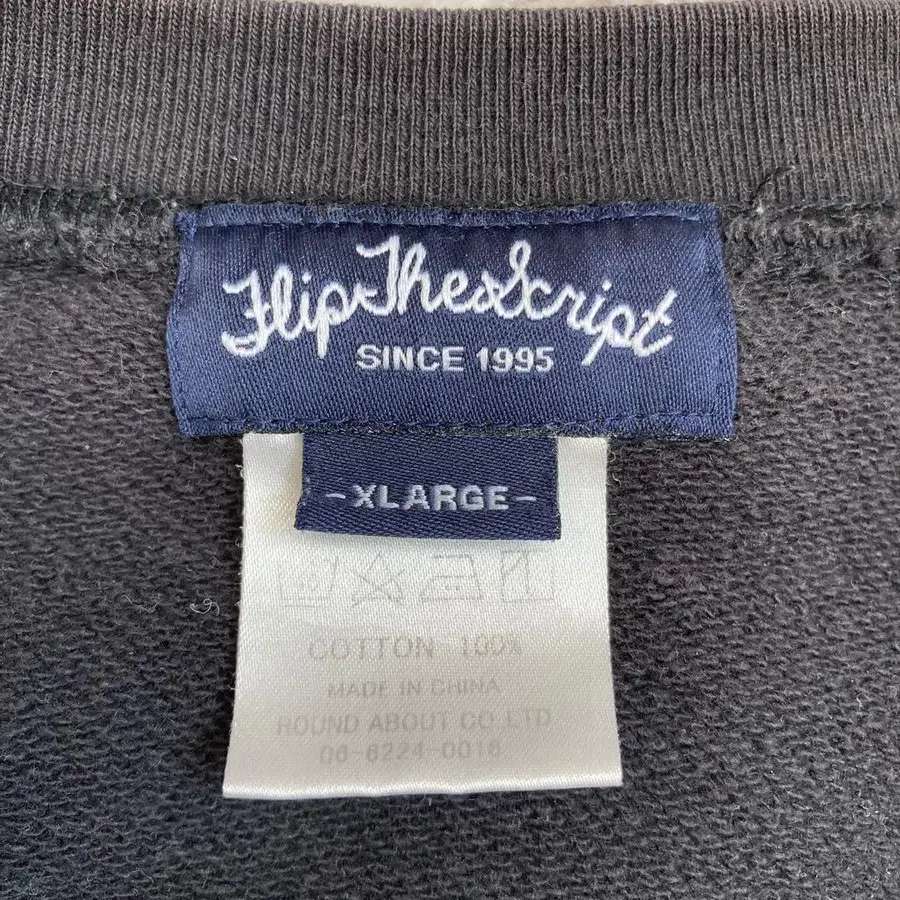 FlipTheScript
SINCE 1995
-XLARGE-
COTTON 100%
MADE IN CHINA
ROUND ABOUT CO.,LTD
06-6224-0016